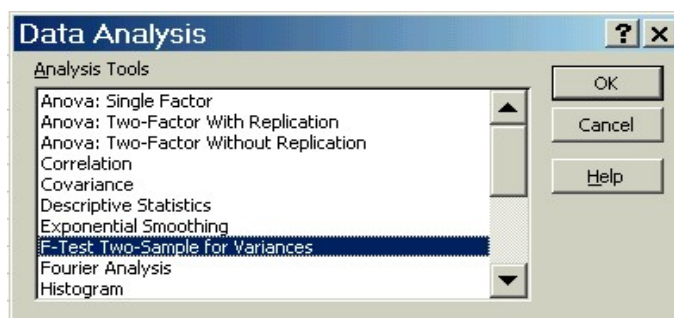 Data Analysis
? ×
Analysis Tools
Anova: Single Factor
Anova: Two-Factor With Replication
Anova: Two-Factor Without Replication
Correlation
Covariance
Descriptive Statistics
Exponential Smoothing
F-Test Two-Sample for Variances
Fourier Analysis
Histogram
OK
Cancel
Help